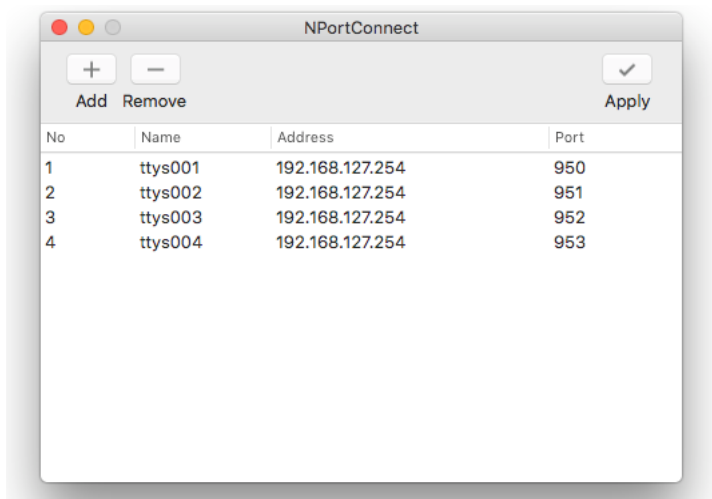 NPortConnect
Add Remove Apply
No Name Address Port
1 ttys001 192.168.127.254 950
2 ttys002 192.168.127.254 951
3 ttys003 192.168.127.254 952
4 ttys004 192.168.127.254 953